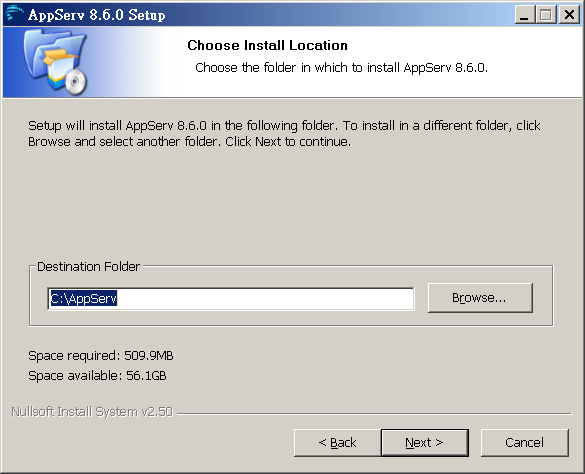 AppServ 8.6.0 Setup
Choose Install Location
Choose the folder in which to install AppServ 8.6.0.
Setup will install AppServ 8.6.0 in the following folder. To install in a different folder, click
Browse and select another folder. Click Next to continue.
Destination Folder
C:\AppServ
Browse...
Space required: 509.9MB
Space available: 56.1GB
Nullsoft Install System v2.50
< Back
Next >
Cancel